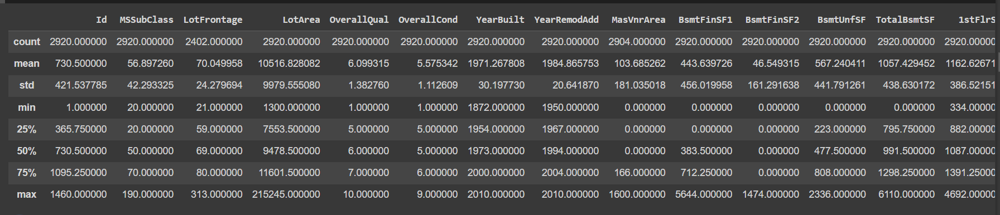 Id MSSubClass LotFrontage LotArea OverallQual OverallCond YearBuilt YearRemodAdd MasVnrArea BsmtFinSF1 BsmtFinSF2 BsmtUnfSF TotalBsmtSF 1stFlrS
count 2920.000000 2920.000000 2402.000000 2920.000000 2920.000000 2920.000000 2920.000000 2920.000000 2904.000000 2920.000000 2920.000000 2920.000000 2920.000000 2920.00000
mean 730.500000 56.897260 70.049958 10516.828082 6.099315 5.575342 1971.267808 1984.865753 103.685262 443.639726 46.549315 567.240411 1057.429452 1162.62671
std 421.537785 42.293325 24.279694 9979.555080 1.382760 1.112609 30.197730 20.641870 181.035018 456.019958 161.291638 441.791261 438.630172 386.52151
min 1.000000 20.000000 21.000000 1300.000000 1.000000 1.000000 1872.000000 1950.000000 0.000000 0.000000 0.000000 0.000000 0.000000 334.00000
25% 365.750000 20.000000 59.000000 7553.500000 5.000000 5.000000 1954.000000 1967.000000 0.000000 0.000000 0.000000 223.000000 795.750000 882.00000
50% 730.500000 50.000000 69.000000 9478.500000 6.000000 5.000000 1973.000000 1994.000000 0.000000 383.500000 0.000000 477.500000 991.500000 1087.00000
75% 1095.250000 70.000000 80.000000 11601.500000 7.000000 6.000000 2000.000000 2004.000000 166.000000 712.250000 0.000000 808.000000 1298.250000 1391.25000
max 1460.000000 190.000000 313.000000 215245.000000 10.000000 9.000000 2010.000000 2010.000000 1600.000000 5644.000000 1474.000000 2336.000000 6110.000000 4692.00000